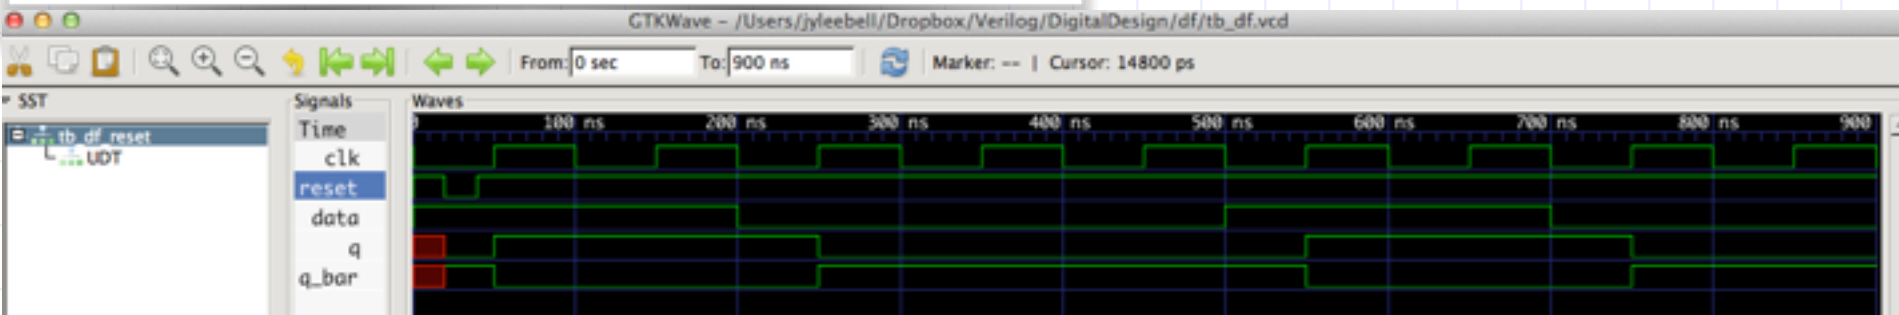 GTKWave – /Users/jyleebell/Dropbox/Verilog/DigitalDesign/df/tb_df.vcd
From: 0 sec To: 900 ns Marker: -- | Cursor: 14800 ps
SST Signals Waves
tb_df_reset Time 0 100 ns 200 ns 300 ns 400 ns 500 ns 600 ns 700 ns 800 ns 900
UDT clk
reset
data
q
q_bar